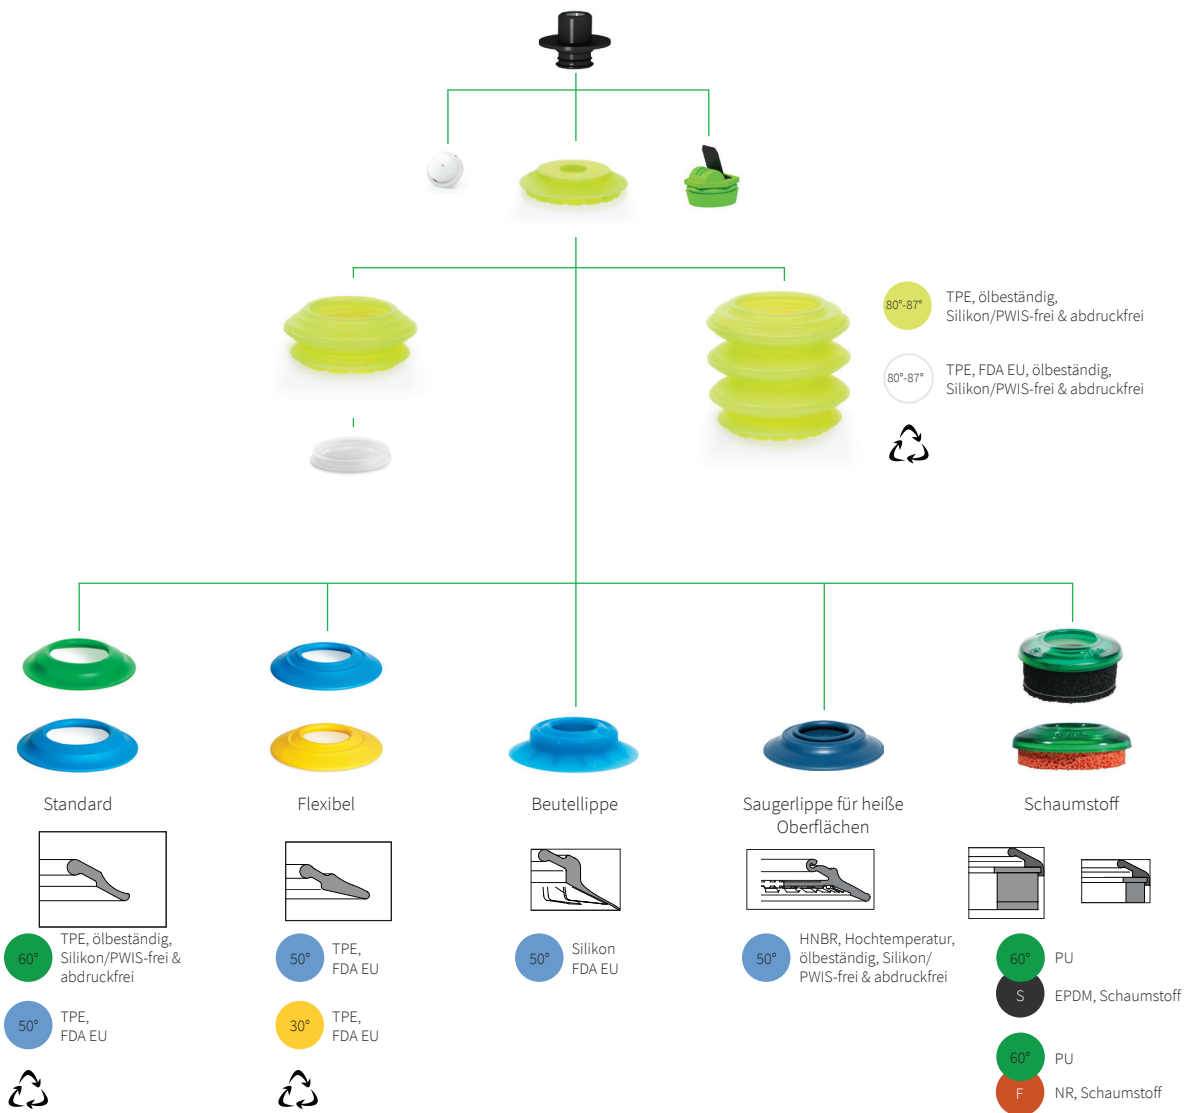 80°-87°
TPE, ölbeständig,
Silikon/PWIS-frei & abdruckfrei
80°-87°
TPE, FDA EU, ölbeständig,
Silikon/PWIS-frei & abdruckfrei
Standard
60°
TPE, ölbeständig,
Silikon/PWIS-frei &
abdruckfrei
50°
TPE,
FDA EU
Flexibel
50°
TPE,
FDA EU
30°
TPE,
FDA EU
Beutellippe
50°
Silikon
FDA EU
Saugerlippe für heiße
Oberflächen
50°
HNBR, Hochtemperatur,
ölbeständig, Silikon/
PWIS-frei & abdruckfrei
Schaumstoff
60°
PU
S
EPDM, Schaumstoff
60°
PU
F
NR, Schaumstoff